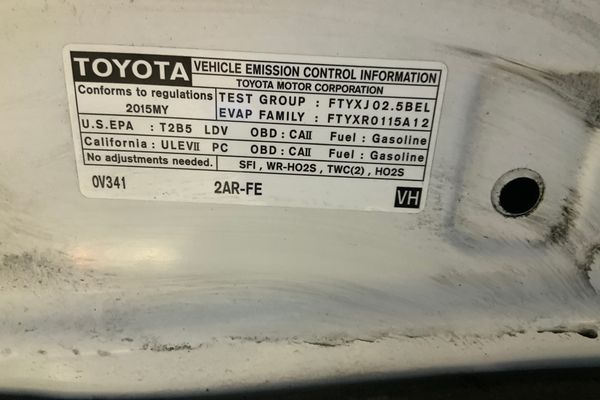 TOYOTA VEHICLE EMISSION CONTROL INFORMATION
TOYOTA MOTOR CORPORATION
Conforms to regulations
2015MY
TEST GROUP : FTYXJ02.5BEL
EVAP FAMILY : FTYXR0115A12
U.S.EPA : T2B5 LDV OBD : CAII Fuel : Gasoline
California : ULEVII PC OBD : CAII Fuel : Gasoline
No adjustments needed. SFI , WR-HO2S , TWC(2) , HO2S
0V341 2AR-FE VH